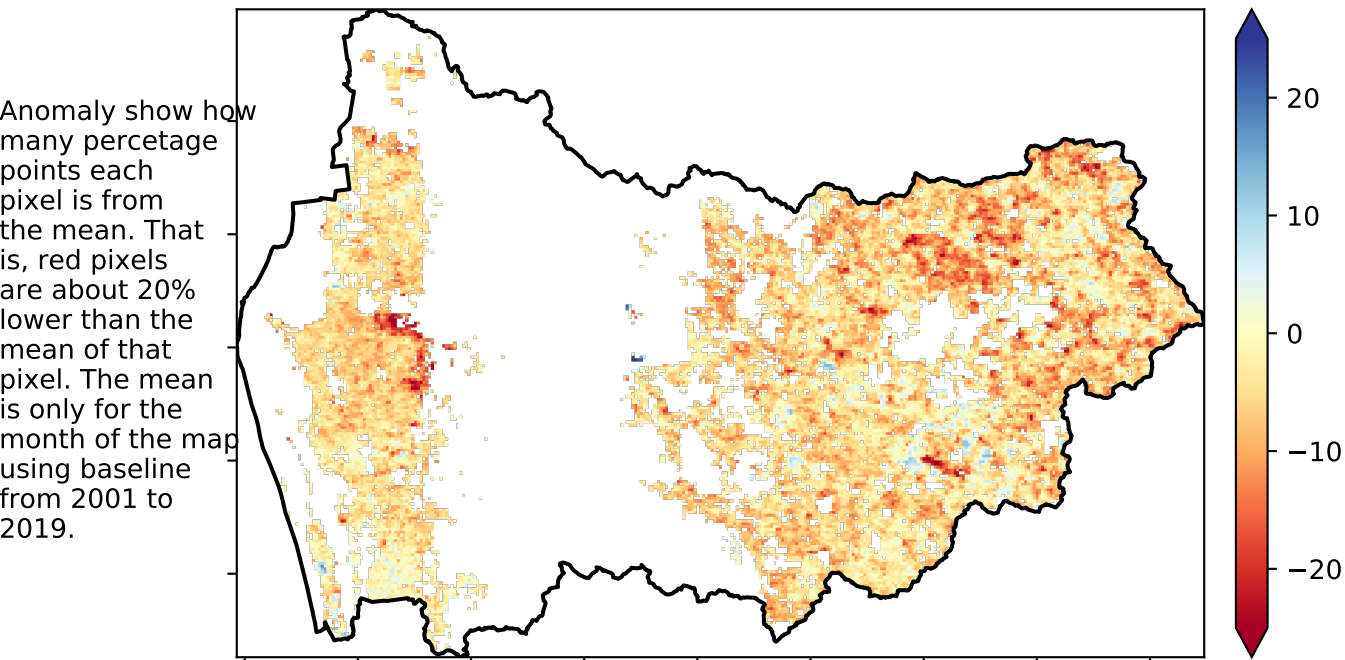 Anomaly show how
many percetage
points each
pixel is from
the mean. That
is, red pixels
are about 20%
lower than the
mean of that
pixel. The mean
is only for the
month of the map
using baseline
from 2001 to
2019.
20
10
0
−10
−20